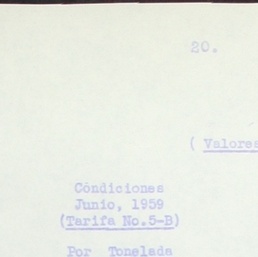 20.
( Valores
Condiciones
Junio, 1959
(Tarifa No.5-B)
Por Tonelada